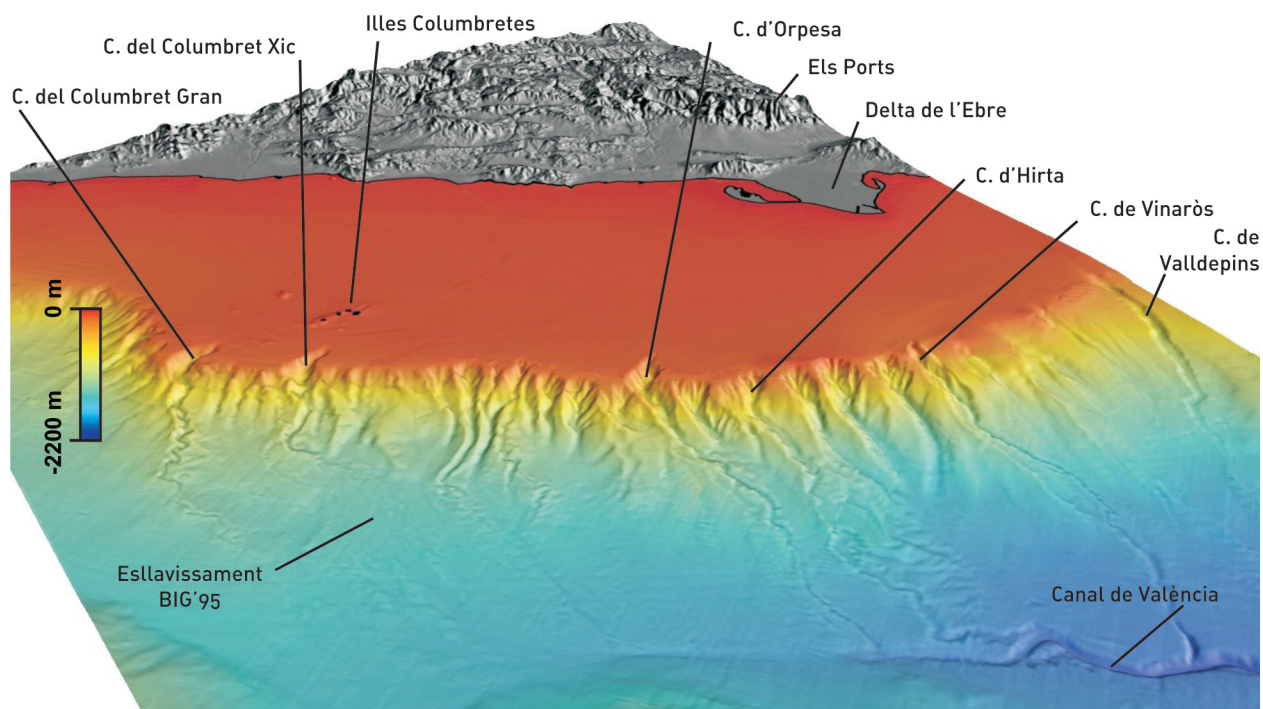 Illes Columbretes
C. d'Orpesa
C. del Columbret Xic
Els Ports
C. del Columbret Gran
Delta de l'Ebre
C. d'Hirta
C. de Vinaròs
C. de
Valldepins
0 m
-2200 m
Esllavissament
BIG'95
Canal de València